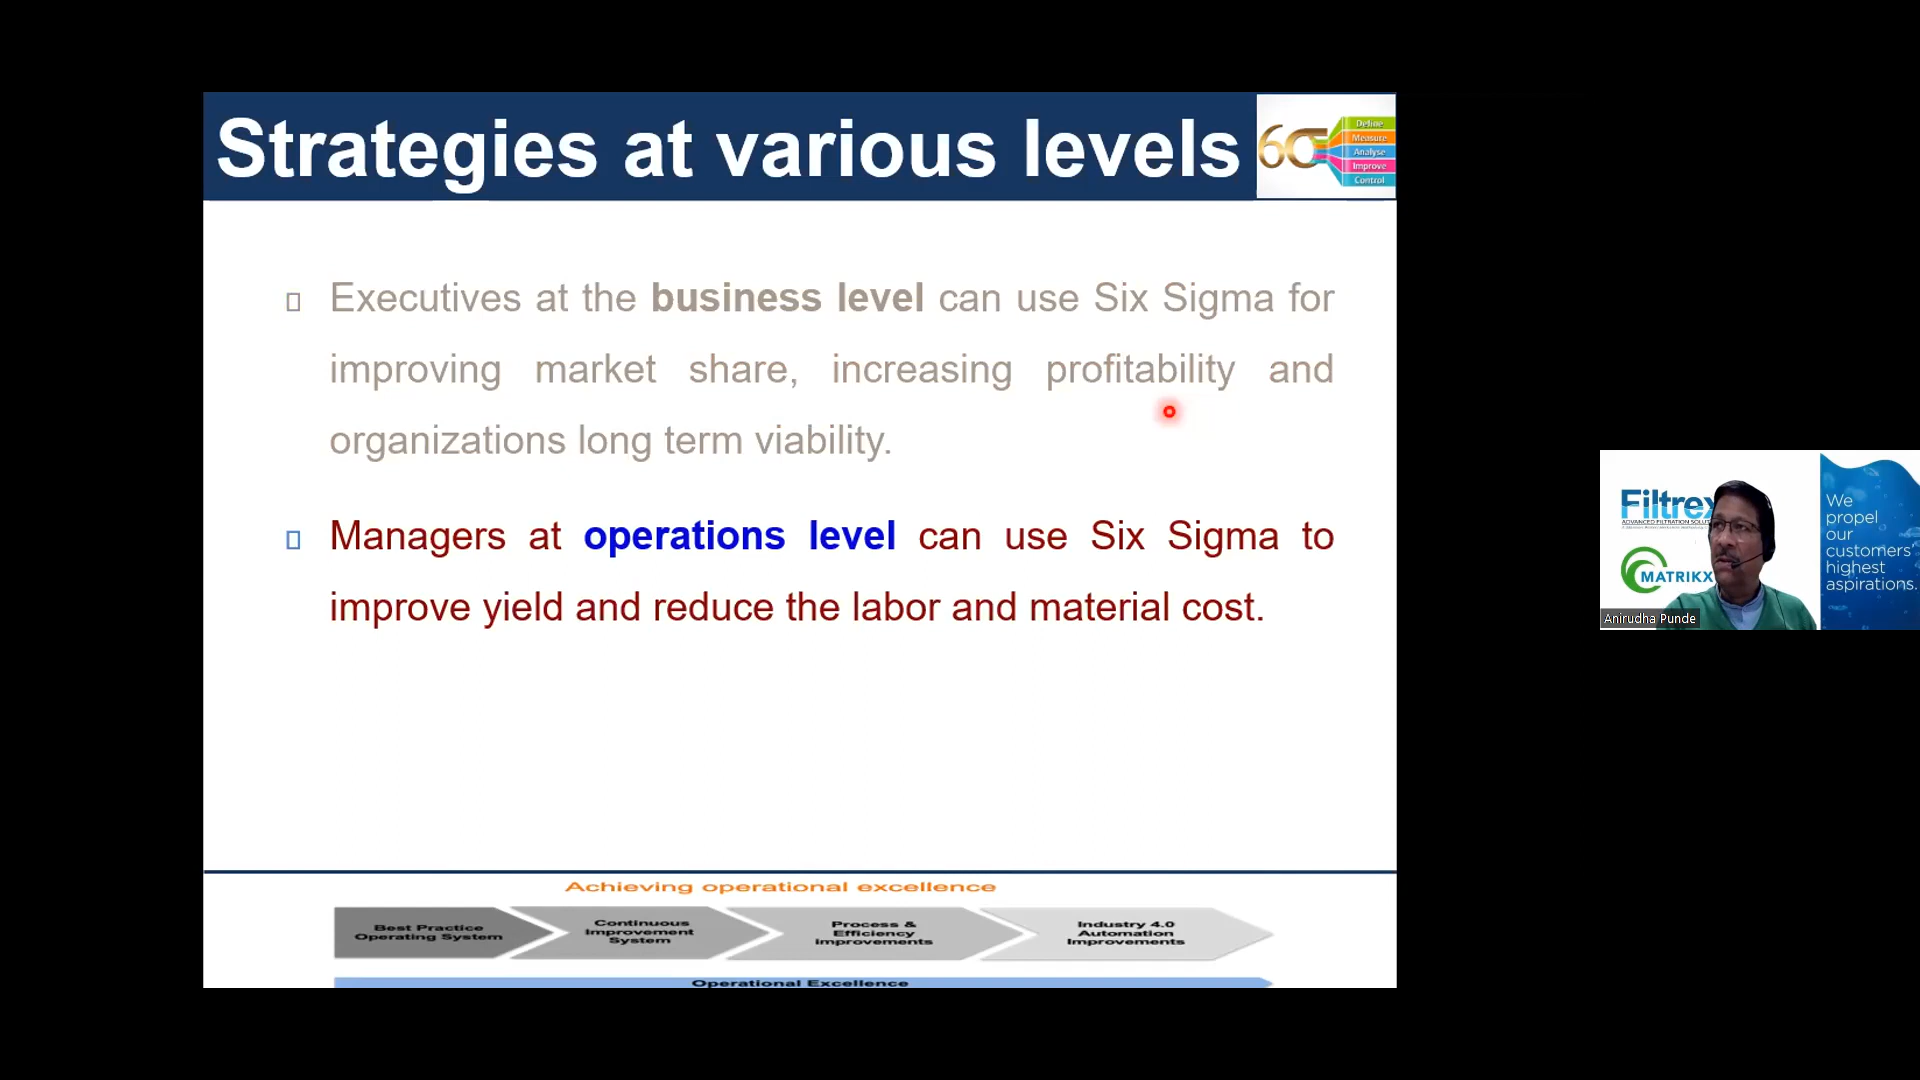 Strategies at various levels
6σ
Define
Measure
Analyse
Improve
Control
Executives at the business level can use Six Sigma for
improving market share, increasing profitability and
organizations long term viability.
Managers at operations level can use Six Sigma to
improve yield and reduce the labor and material cost.
Achieving operational excellence
Best Practice
Operating System
Continuous
Improvement
System
Process &
Efficiency
improvements
Industry 4.0
Automation
Improvements
Operational Excellence
Filtrex
ADVANCED FILTRATION SOLUT
MATRIKX
We
propel
our
customers'
highest
aspirations.
Anirudha Punde